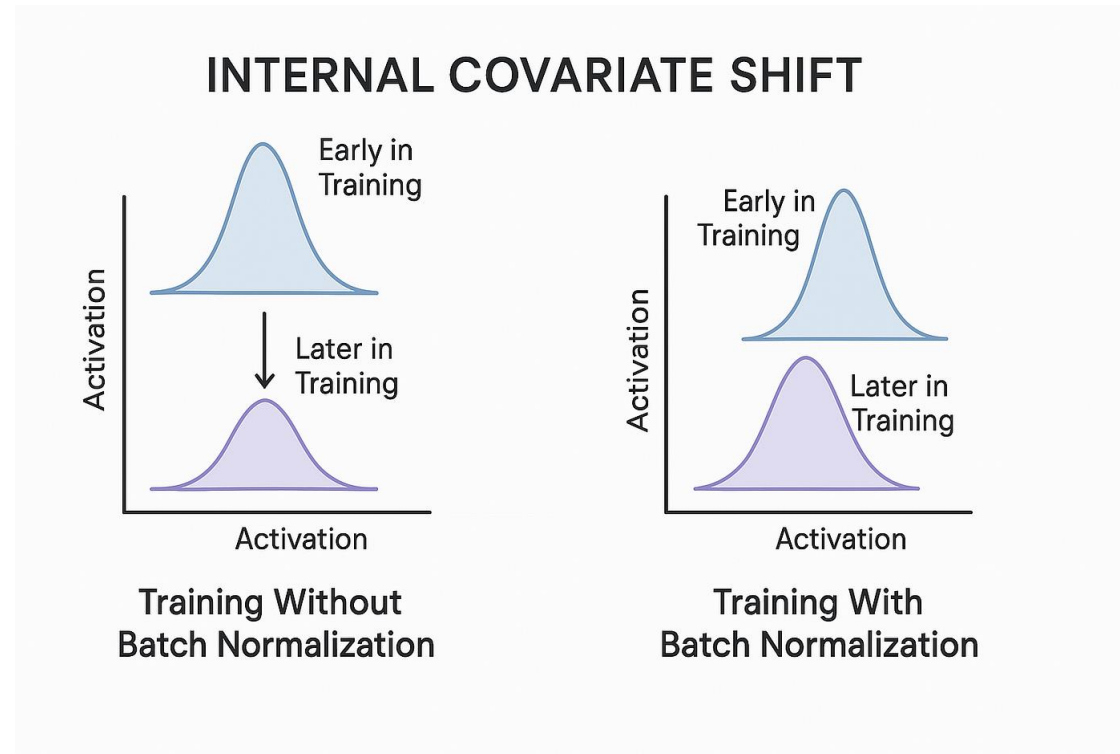 INTERNAL COVARIATE SHIFT
Early in
Training
Activation
Later in
Training
Activation
Training Without
Batch Normalization
Early in
Training
Activation
Later in
Training
Activation
Training With
Batch Normalization